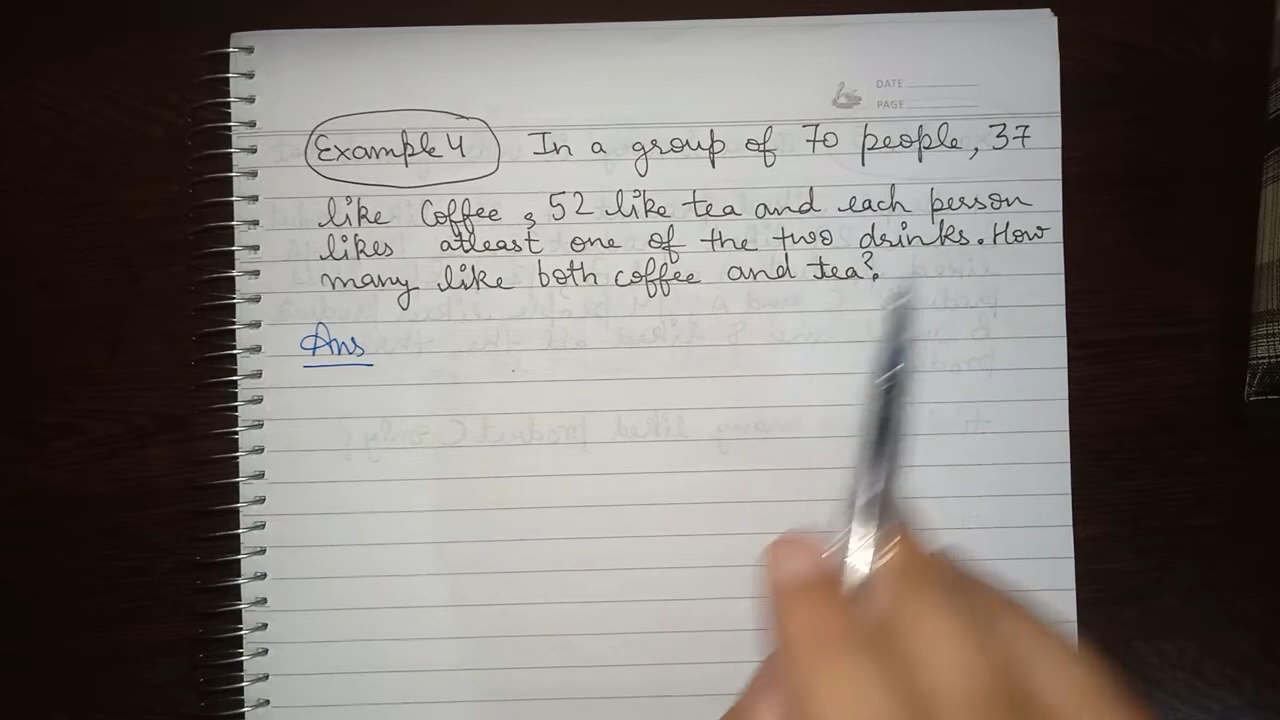 DATE
PAGE
Example 4 In a group of 70 people, 37
like Coffee, 52 like tea and each person
likes atleast one of the two drinks. How
many like both coffee and tea?
Ans